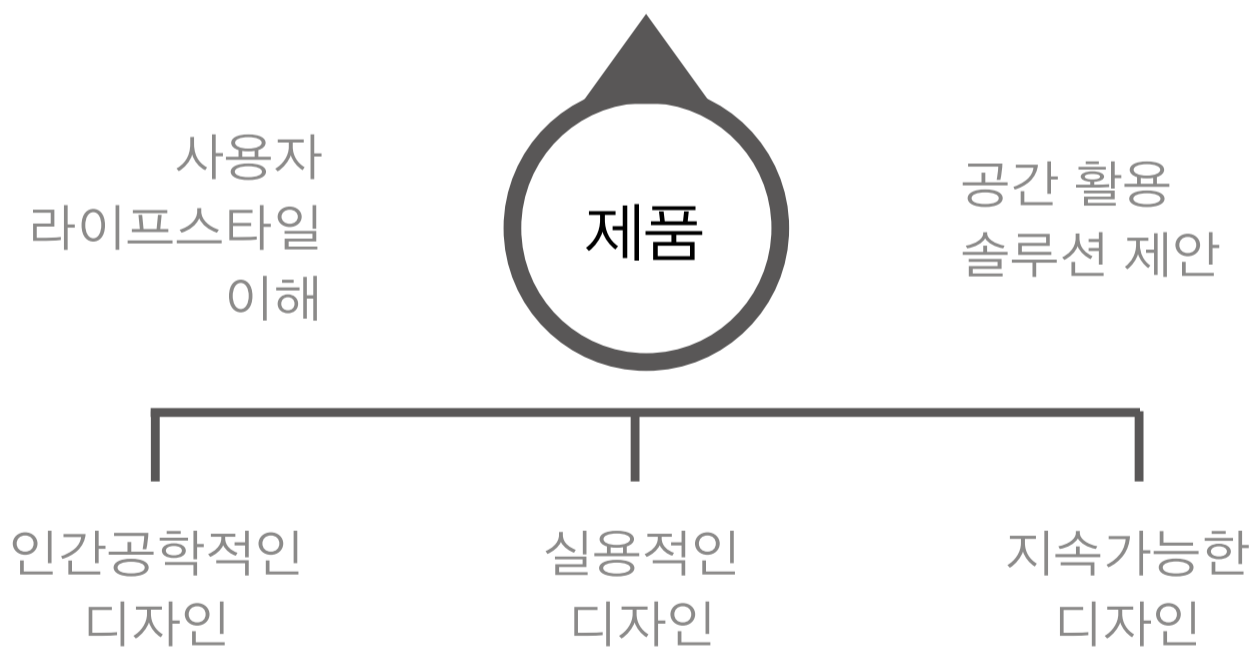 사용자
라이프스타일
이해
제품
공간 활용
솔루션 제안
인간공학적인
디자인
실용적인
디자인
지속가능한
디자인